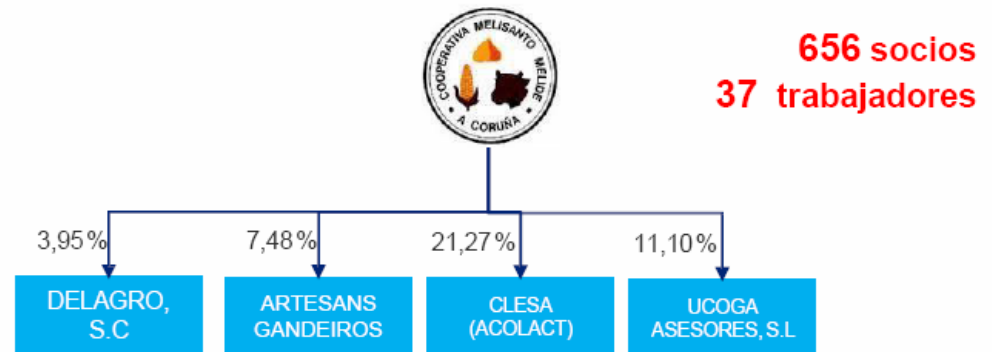 COOPERATIVA MELISANTO MELIDE
A CORUÑA
656 socios
37 trabajadores
3,95%
7,48%
21,27%
11,10%
DELAGRO,
S.C
ARTESANS
GANDEIROS
CLESA
(ACOLACT)
UCOGA
ASESORES, S.L